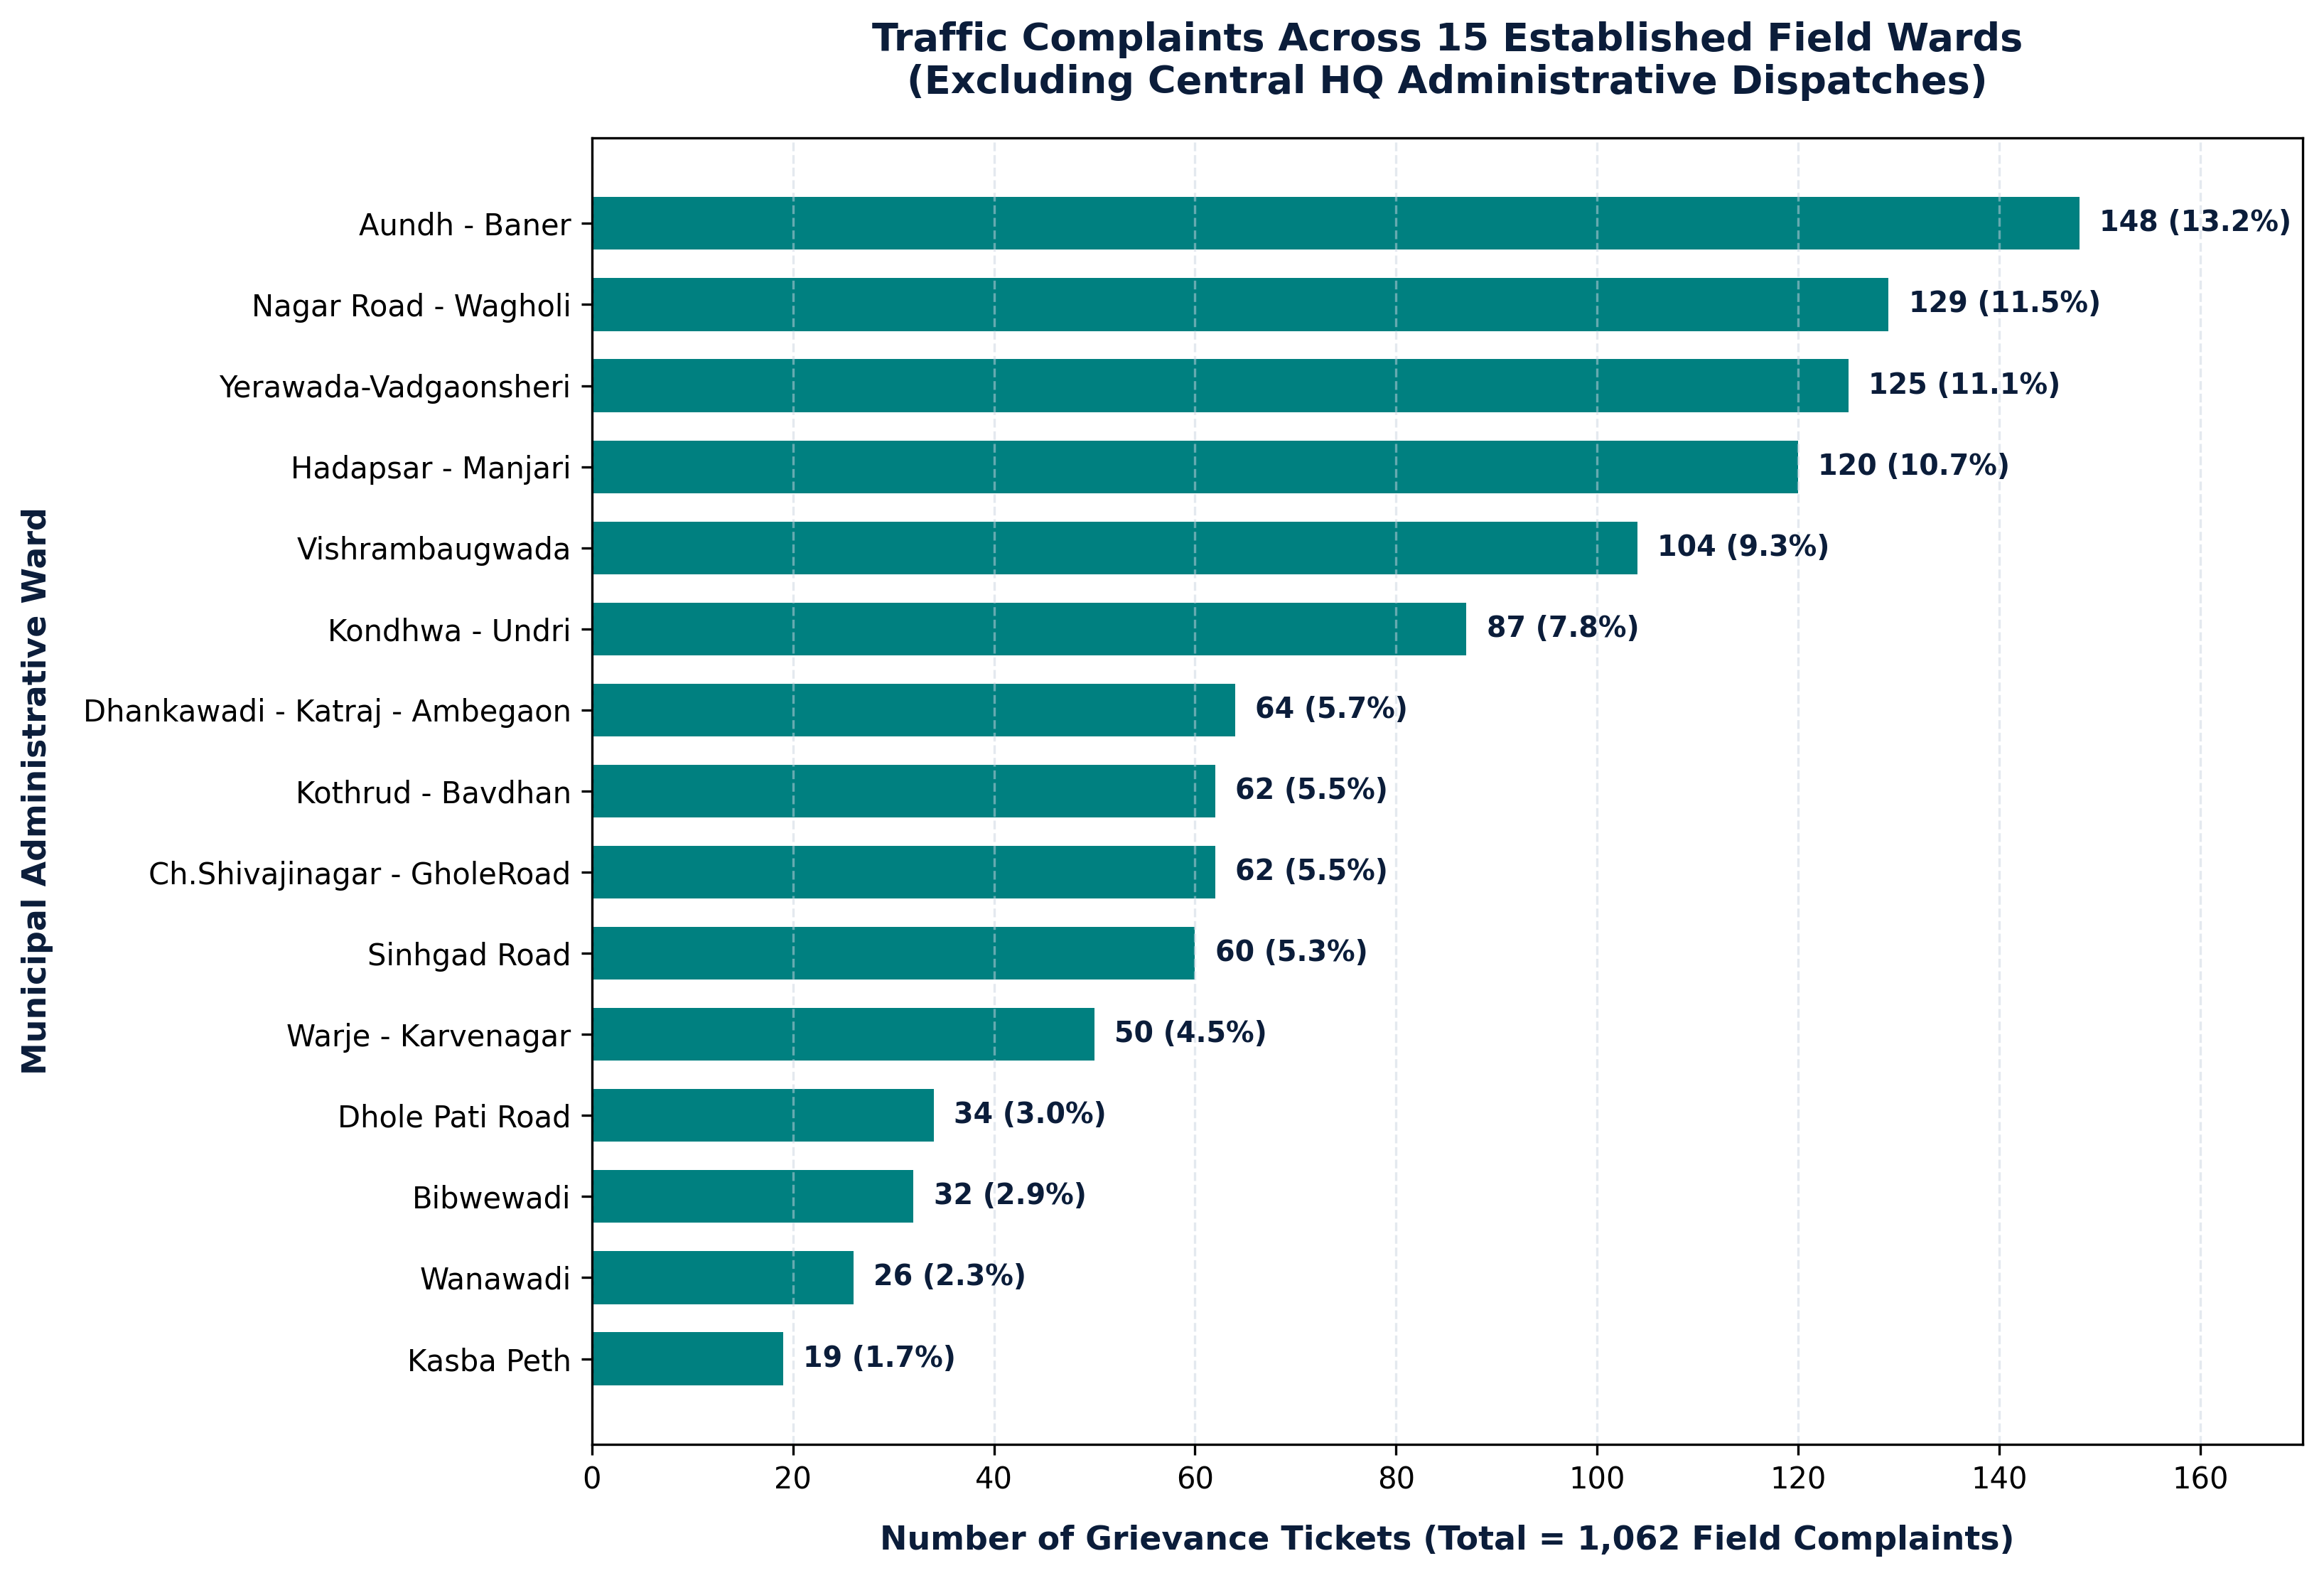 Traffic Complaints Across 15 Established Field Wards
(Excluding Central HQ Administrative Dispatches)
Municipal Administrative Ward
Aundh - Baner 148 (13.2%)
Nagar Road - Wagholi 129 (11.5%)
Yerawada-Vadgaonsheri 125 (11.1%)
Hadapsar - Manjari 120 (10.7%)
Vishrambaugwada 104 (9.3%)
Kondhwa - Undri 87 (7.8%)
Dhankawadi - Katraj - Ambegaon 64 (5.7%)
Kothrud - Bavdhan 62 (5.5%)
Ch.Shivajinagar - GholeRoad 62 (5.5%)
Sinhgad Road 60 (5.3%)
Warje - Karvenagar 50 (4.5%)
Dhole Pati Road 34 (3.0%)
Bibwewadi 32 (2.9%)
Wanawadi 26 (2.3%)
Kasba Peth 19 (1.7%)
0 20 40 60 80 100 120 140 160
Number of Grievance Tickets (Total = 1,062 Field Complaints)